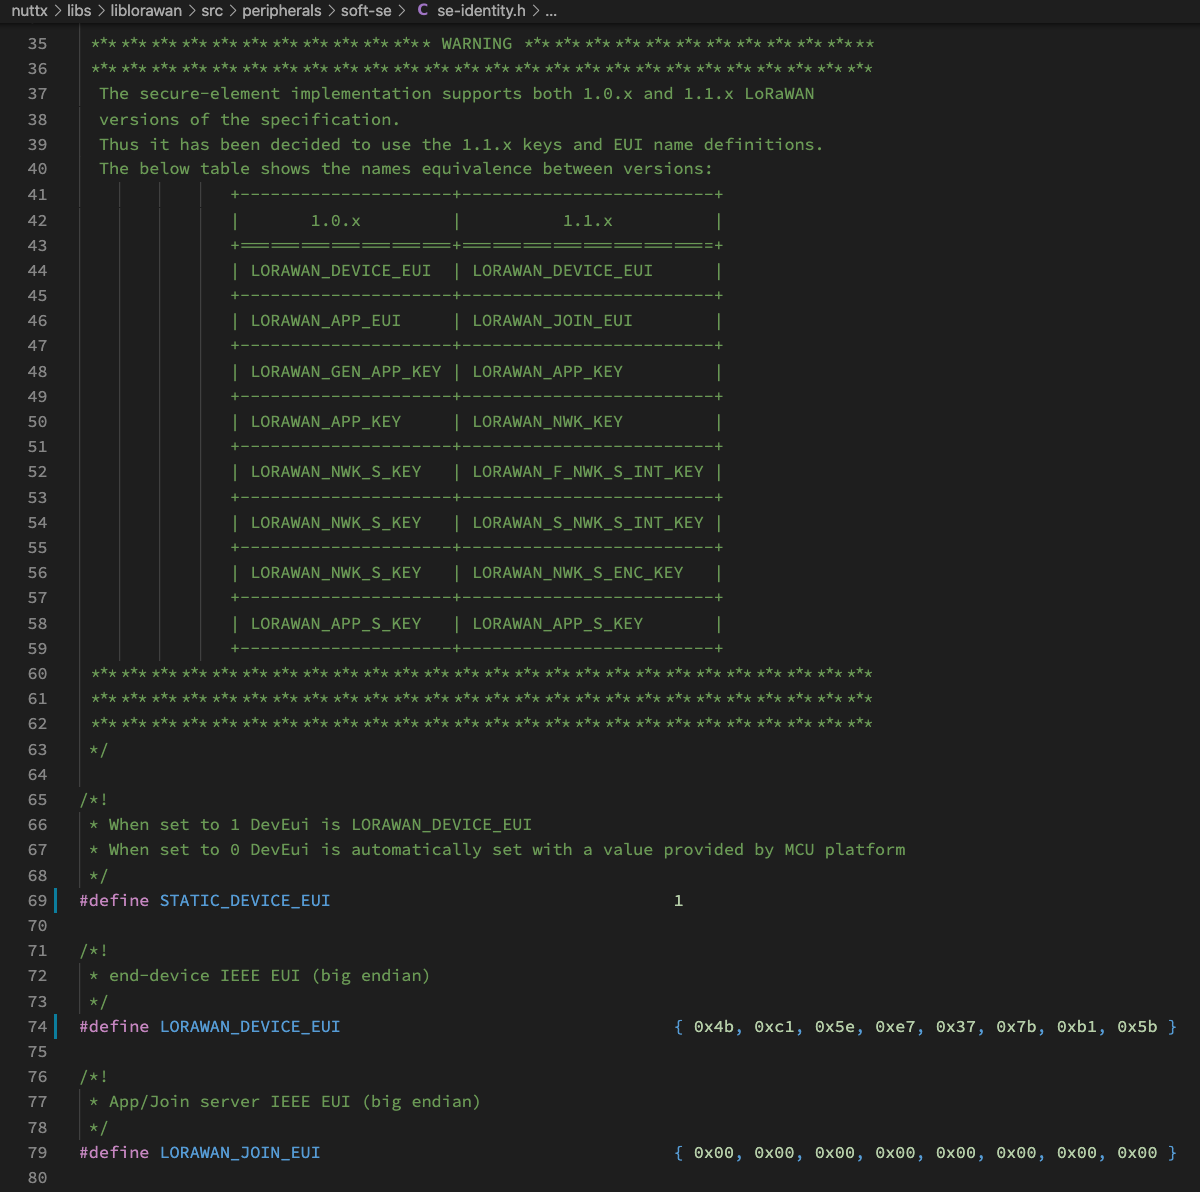 nuttx > libs > liblorawan > src > peripherals > soft-se > C se-identity.h > ...
35 ********************************** WARNING ***********************************
36 ******************************************************************************
37 The secure-element implementation supports both 1.0.x and 1.1.x LoRaWAN
38 versions of the specification.
39 Thus it has been decided to use the 1.1.x keys and EUI name definitions.
40 The below table shows the names equivalence between versions:
41 +---------------------+-------------------------+
42 |       1.0.x         |          1.1.x          |
43 +=====================+=========================+
44 | LORAWAN_DEVICE_EUI  | LORAWAN_DEVICE_EUI      |
45 +---------------------+-------------------------+
46 | LORAWAN_APP_EUI     | LORAWAN_JOIN_EUI        |
47 +---------------------+-------------------------+
48 | LORAWAN_GEN_APP_KEY | LORAWAN_APP_KEY         |
49 +---------------------+-------------------------+
50 | LORAWAN_APP_KEY     | LORAWAN_NWK_KEY         |
51 +---------------------+-------------------------+
52 | LORAWAN_NWK_S_KEY   | LORAWAN_F_NWK_S_INT_KEY |
53 +---------------------+-------------------------+
54 | LORAWAN_NWK_S_KEY   | LORAWAN_S_NWK_S_INT_KEY |
55 +---------------------+-------------------------+
56 | LORAWAN_NWK_S_KEY   | LORAWAN_NWK_S_ENC_KEY   |
57 +---------------------+-------------------------+
58 | LORAWAN_APP_S_KEY   | LORAWAN_APP_S_KEY       |
59 +---------------------+-------------------------+
60 ******************************************************************************
61 ******************************************************************************
62 ******************************************************************************
63 */
64
65 /*!
66 * When set to 1 DevEui is LORAWAN_DEVICE_EUI
67 * When set to 0 DevEui is automatically set with a value provided by MCU platform
68 */
69 #define STATIC_DEVICE_EUI 1
70
71 /*!
72 * end-device IEEE EUI (big endian)
73 */
74 #define LORAWAN_DEVICE_EUI { 0x4b, 0xc1, 0x5e, 0xe7, 0x37, 0x7b, 0xb1, 0x5b }
75
76 /*!
77 * App/Join server IEEE EUI (big endian)
78 */
79 #define LORAWAN_JOIN_EUI { 0x00, 0x00, 0x00, 0x00, 0x00, 0x00, 0x00, 0x00 }
80